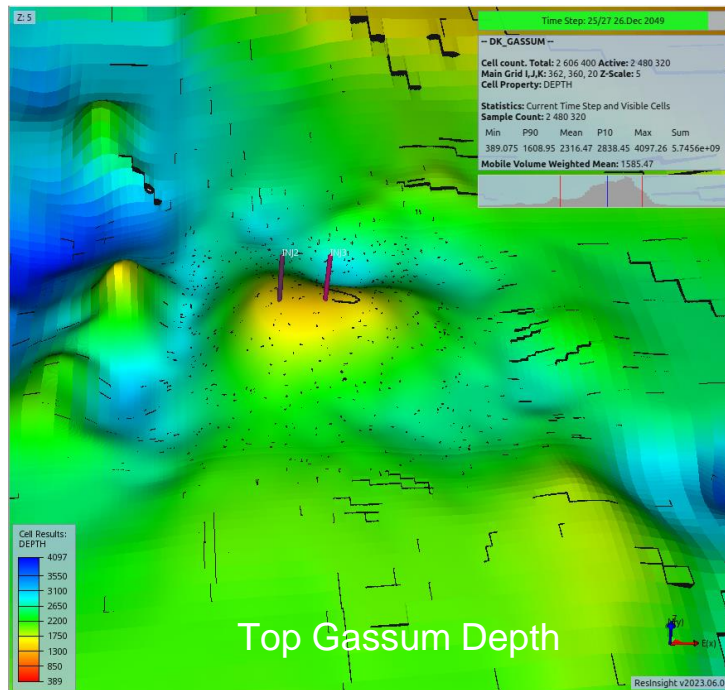 Z: 5
Time Step: 25/27 26.Dec 2049
-- DK_GASSUM --
Cell count. Total: 2 606 400 Active: 2 480 320
Main Grid I,J,K: 362, 360, 20 Z-Scale: 5
Cell Property: DEPTH
Statistics: Current Time Step and Visible Cells
Sample Count: 2 480 320
Min P90 Mean P10 Max Sum
389.075 1608.95 2316.47 2838.45 4097.26 5.7456e+09
Mobile Volume Weighted Mean: 1585.47
INJ2
Cell Results:
DEPTH
4097
3550
3100
2650
2200
1750
1300
850
389
Top Gassum Depth
Z
E(x)
ResInsight v2023.06.0